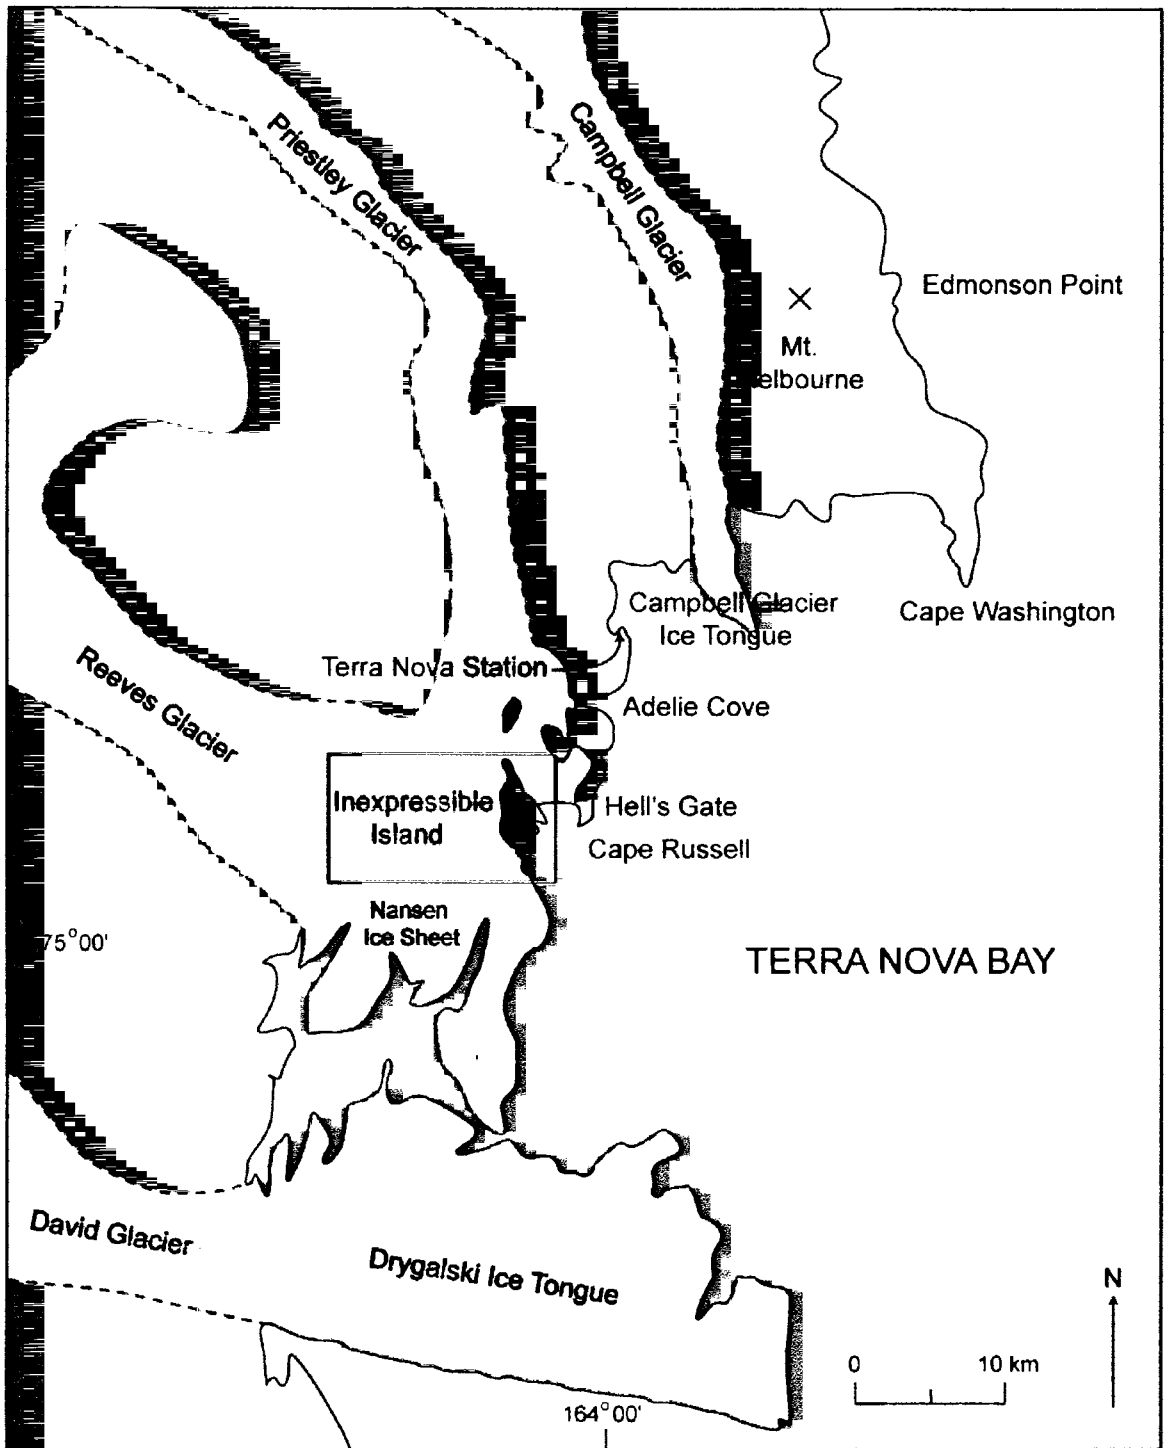 Priestley Glacier
Campbell Glacier
Edmonson Point
Mt.
elbourne
Campbell Glacier
Ice Tongue
Cape Washington
Terra Nova Station
Adelie Cove
Reeves Glacier
Inexpressible
Island
Hell's Gate
Cape Russell
Nansen
Ice Sheet
75°00'
TERRA NOVA BAY
David Glacier
Drygalski Ice Tongue
N
0 10 km
164°00'